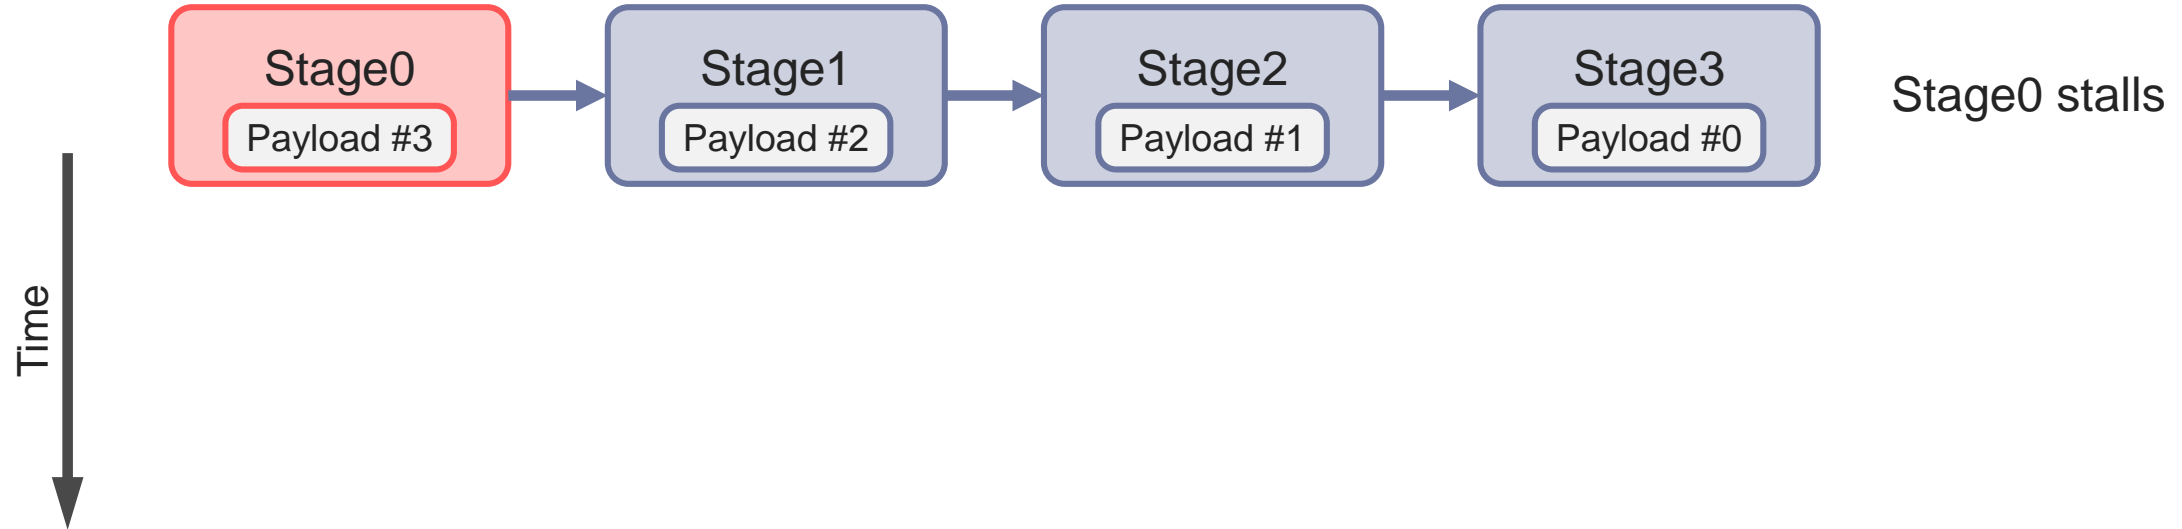 Stage0
Payload #3
Stage1
Payload #2
Stage2
Payload #1
Stage3
Payload #0
Stage0 stalls
Time